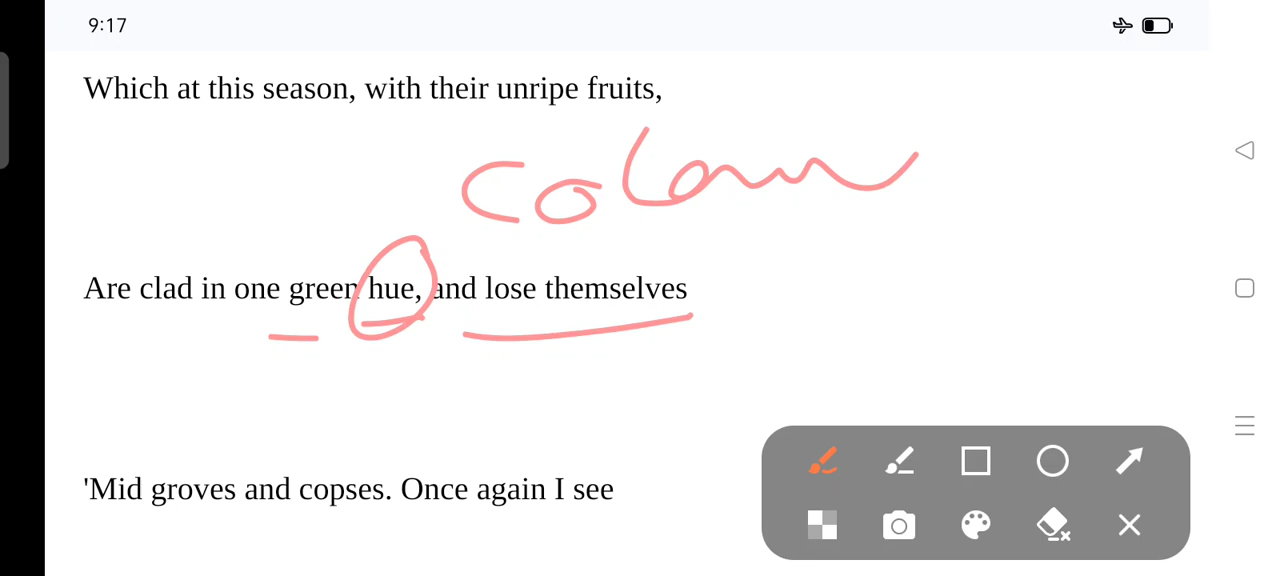 9:17
Which at this season, with their unripe fruits,
Colour
Are clad in one green hue, and lose themselves
'Mid groves and copses. Once again I see